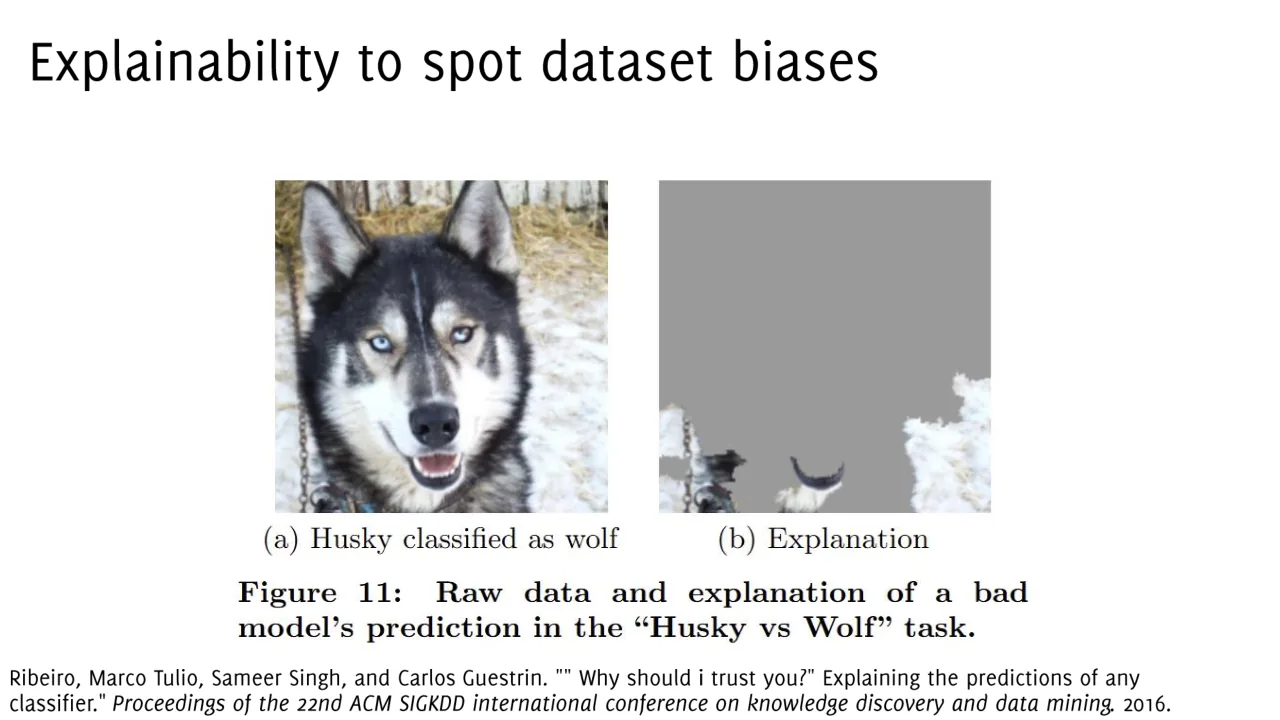 Explainability to spot dataset biases
(a) Husky classified as wolf
(b) Explanation
Figure 11: Raw data and explanation of a bad
model's prediction in the “Husky vs Wolf” task.
Ribeiro, Marco Tulio, Sameer Singh, and Carlos Guestrin. "" Why should i trust you?" Explaining the predictions of any
classifier." Proceedings of the 22nd ACM SIGKDD international conference on knowledge discovery and data mining. 2016.